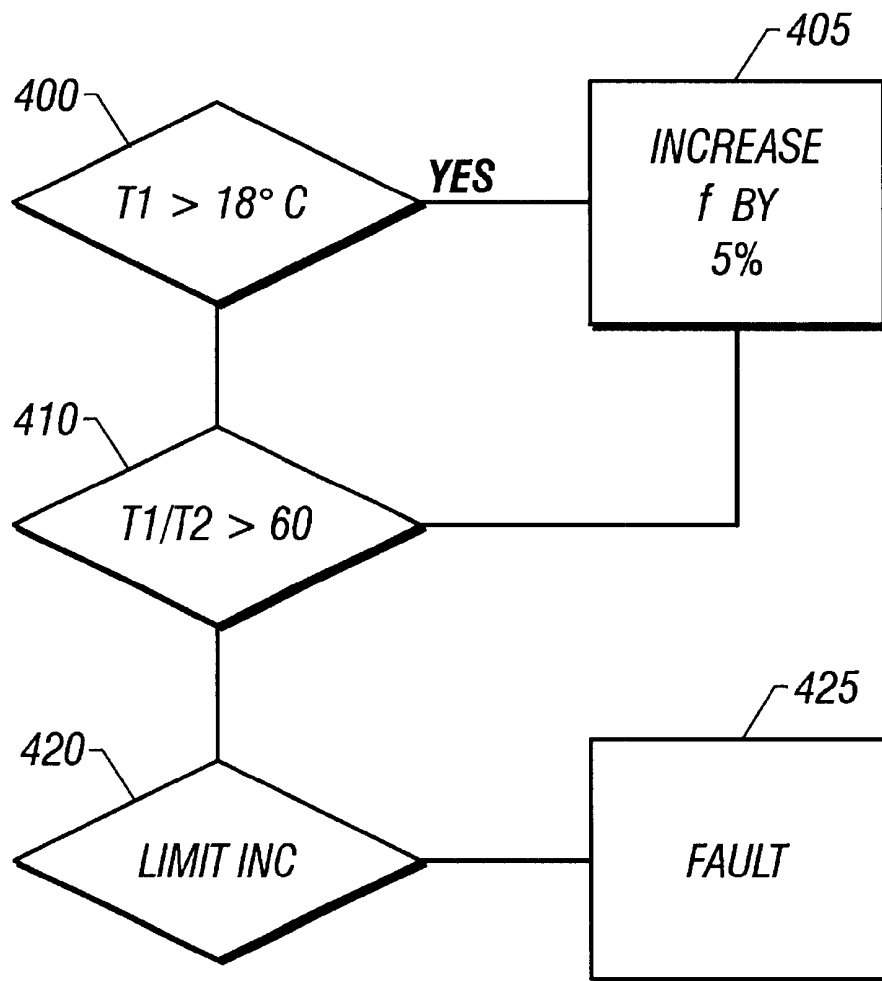 405
400
INCREASE
f BY
5%
T1 > 18° C
YES
410
T1/T2 > 60
425
420
LIMIT INC
FAULT